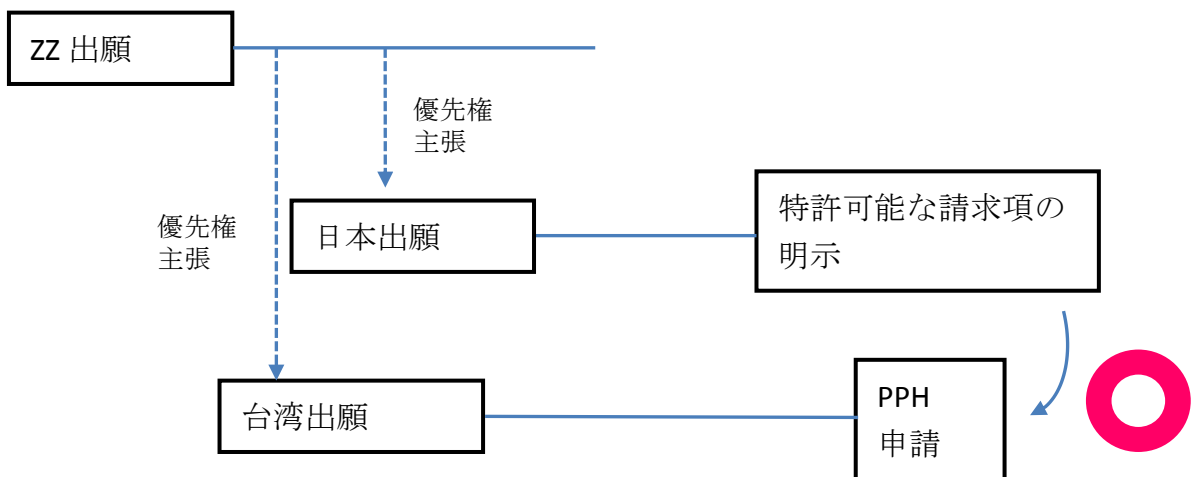 ZZ 出願
優先権
主張
優先権
主張
日本出願
特許可能な請求項の
明示
台湾出願
PPH
申請